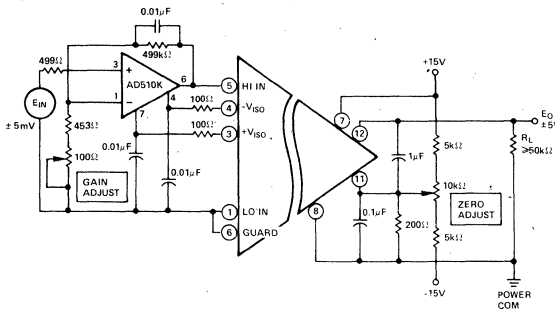 0.01μF
499kΩ
499Ω
3
+
AD510K
6
1
−
7
4
E_IN
±5mV
453Ω
100Ω
GAIN
ADJUST
0.01μF
0.01μF
100Ω
100Ω
5 HI IN
4 -V_ISO
3 +V_ISO
1 LO IN
6 GUARD
7
12
11
8
+15V
5kΩ
1μF
10kΩ
ZERO
ADJUST
0.1μF
200Ω
5kΩ
-15V
E_O
±5
R_L
≥50kΩ
POWER
COM